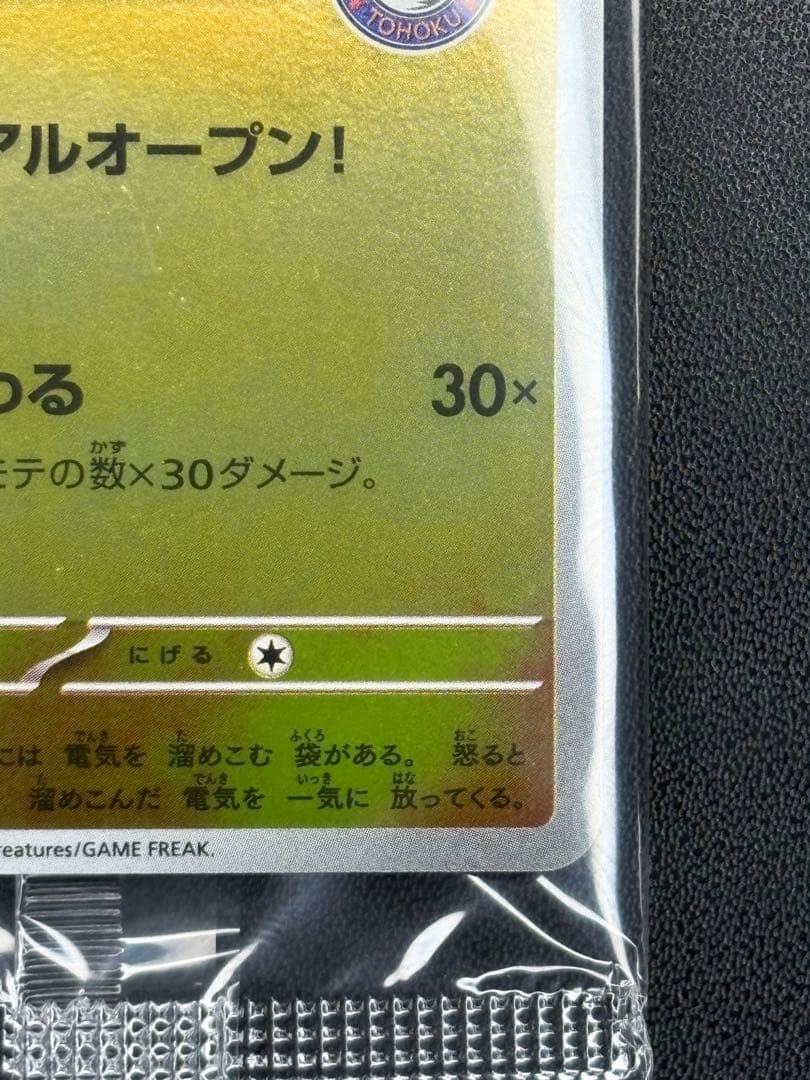 TOHOKU
アルオープン!
わる 30×
モテの数×30ダメージ。
かず
にげる
には 電気を 溜めこむ 袋がある。 怒ると
でんき た ふくろ おこ
溜めこんだ 電気を 一気に 放ってくる。
た でんき いっき はな
reatures/GAME FREAK.